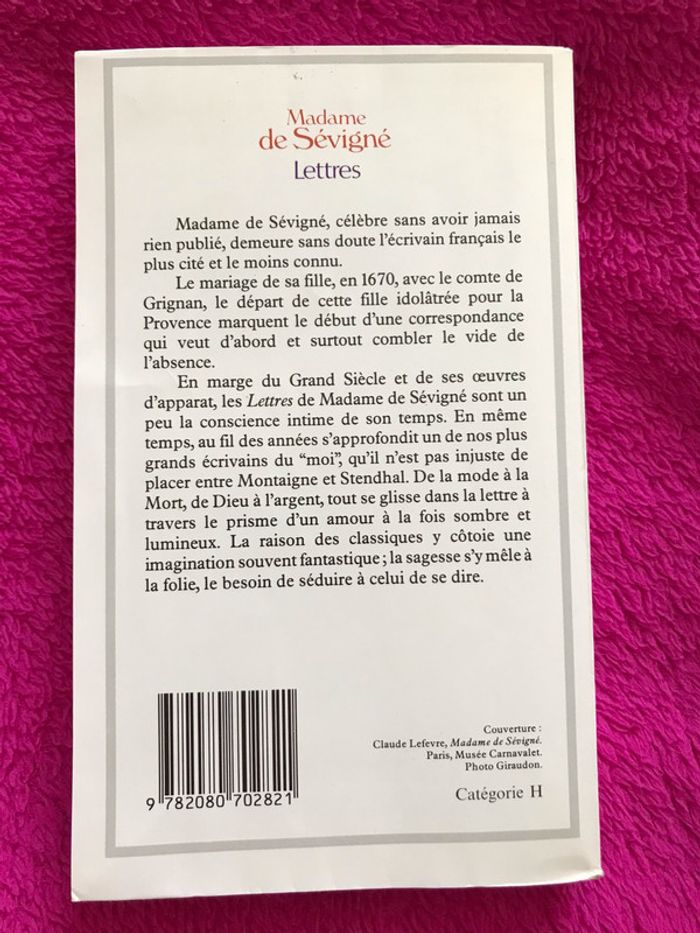 Madame
de Sévigné
Lettres
Madame de Sévigné, célèbre sans avoir jamais
rien publié, demeure sans doute l'écrivain français le
plus cité et le moins connu.
Le mariage de sa fille, en 1670, avec le comte de
Grignan, le départ de cette fille idolâtrée pour la
Provence marquent le début d'une correspondance
qui veut d'abord et surtout combler le vide de
l'absence.
En marge du Grand Siècle et de ses œuvres
d'apparat, les Lettres de Madame de Sévigné sont un
peu la conscience intime de son temps. En même
temps, au fil des années s'approfondit un de nos plus
grands écrivains du "moi", qu'il n'est pas injuste de
placer entre Montaigne et Stendhal. De la mode à la
Mort, de Dieu à l'argent, tout se glisse dans la lettre à
travers le prisme d'un amour à la fois sombre et
lumineux. La raison des classiques y côtoie une
imagination souvent fantastique ; la sagesse s'y mêle à
la folie, le besoin de séduire à celui de se dire.
Couverture :
Claude Lefevre, Madame de Sévigné.
Paris, Musée Carnavalet.
Photo Giraudon.
Catégorie H
9 782080 702821